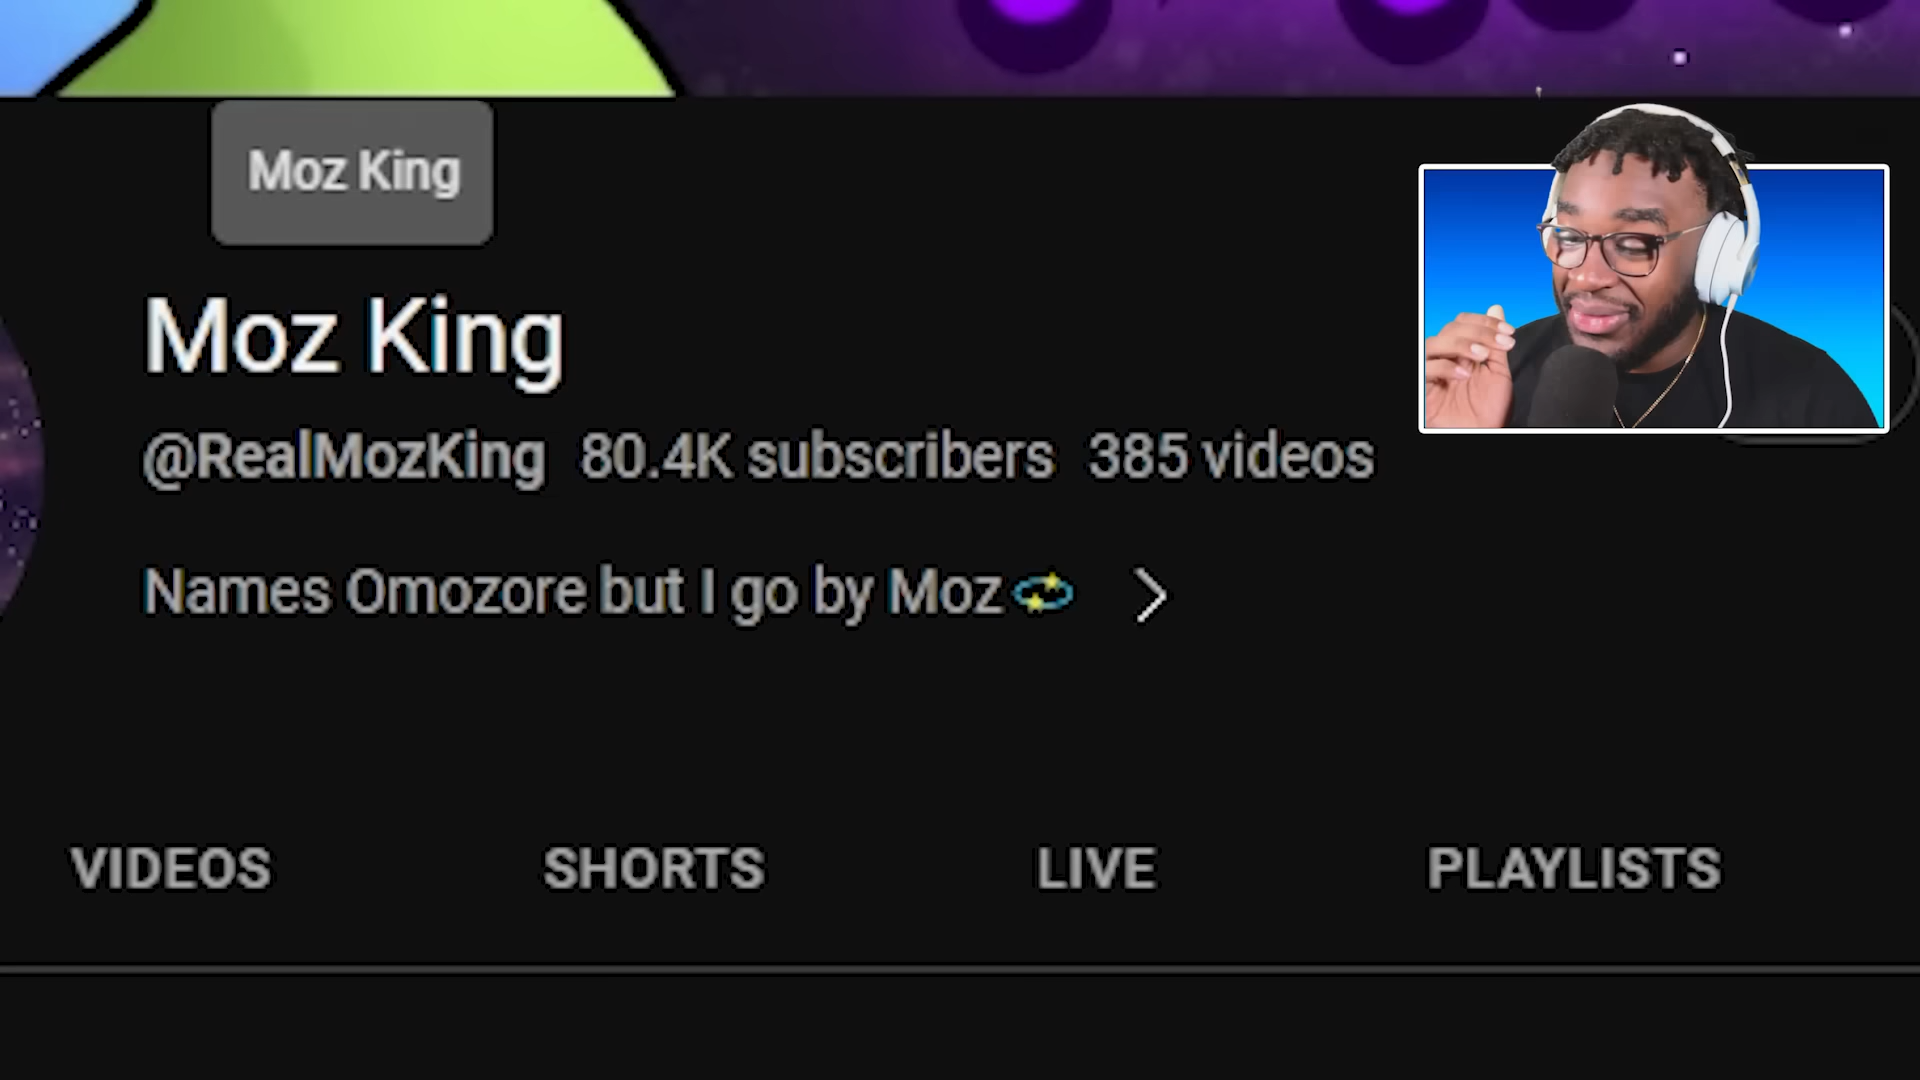 Moz King
Moz King
@RealMozKing 80.4K subscribers 385 videos
Names Omozore but I go by Moz💫 >
VIDEOS SHORTS LIVE PLAYLISTS